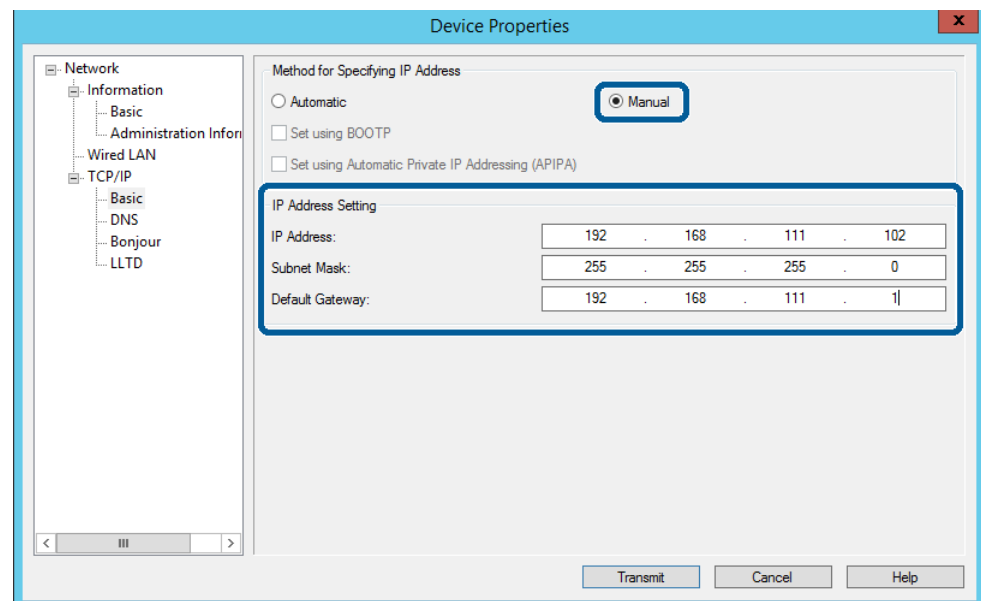 Device Properties
x
Network
Information
Basic
Administration Infor
Wired LAN
TCP/IP
Basic
DNS
Bonjour
LLTD
Method for Specifying IP Address
Automatic
Manual
Set using BOOTP
Set using Automatic Private IP Addressing (APIPA)
IP Address Setting
IP Address: 192 . 168 . 111 . 102
Subnet Mask: 255 . 255 . 255 . 0
Default Gateway: 192 . 168 . 111 . 1
Transmit Cancel Help